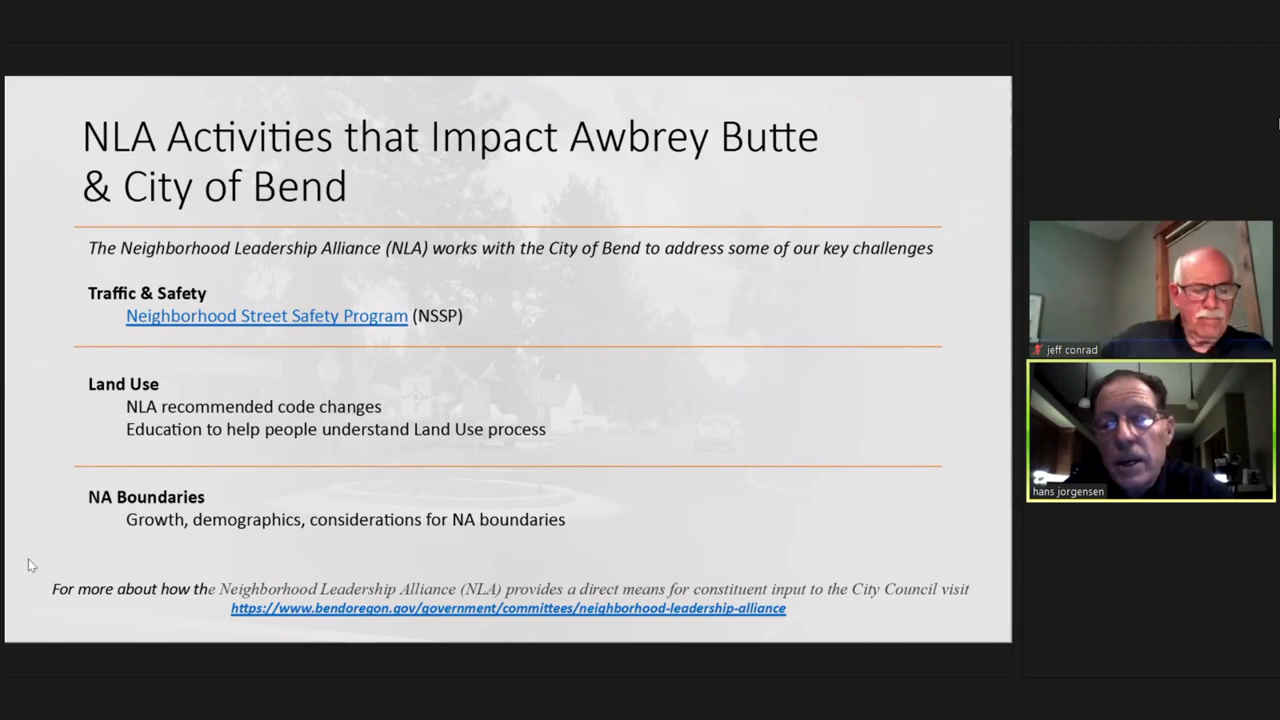 NLA Activities that Impact Awbrey Butte
& City of Bend
The Neighborhood Leadership Alliance (NLA) works with the City of Bend to address some of our key challenges
Traffic & Safety
Neighborhood Street Safety Program (NSSP)
Land Use
NLA recommended code changes
Education to help people understand Land Use process
NA Boundaries
Growth, demographics, considerations for NA boundaries
For more about how the Neighborhood Leadership Alliance (NLA) provides a direct means for constituent input to the City Council visit
https://www.bendoregon.gov/government/committees/neighborhood-leadership-alliance
jeff conrad
hans jorgensen